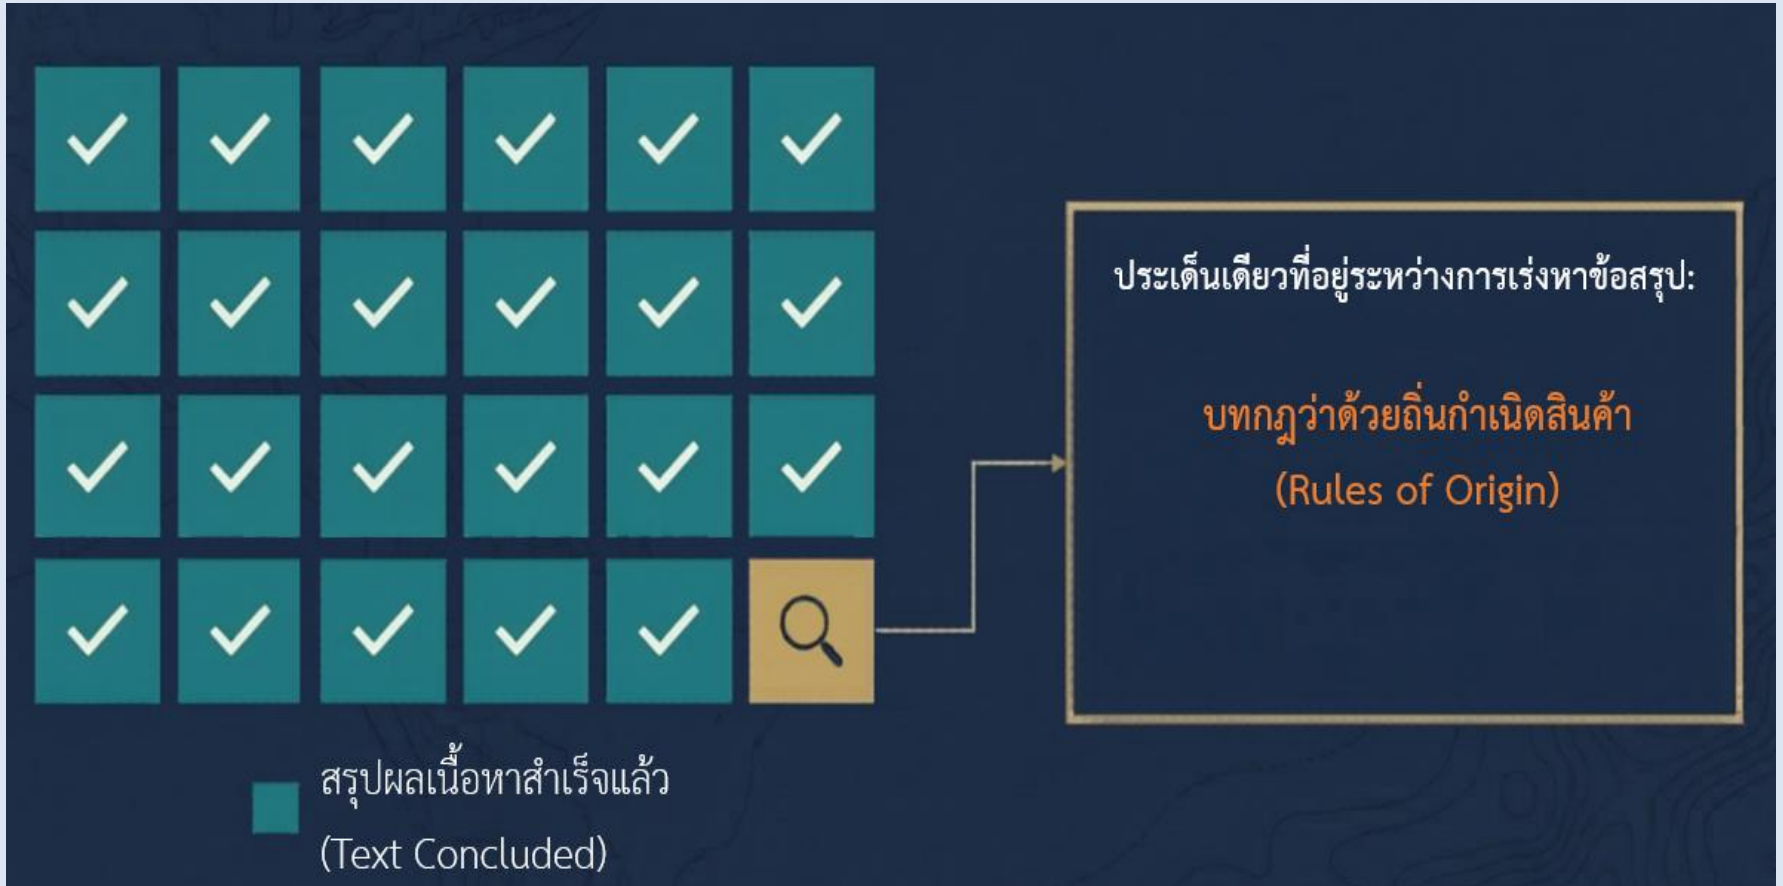 ประเด็นเดียวที่อยู่ระหว่างการเร่งหาข้อสรุป:
บทกฎว่าด้วยถิ่นกำเนิดสินค้า
(Rules of Origin)
สรุปผลเนื้อหาสำเร็จแล้ว
(Text Concluded)